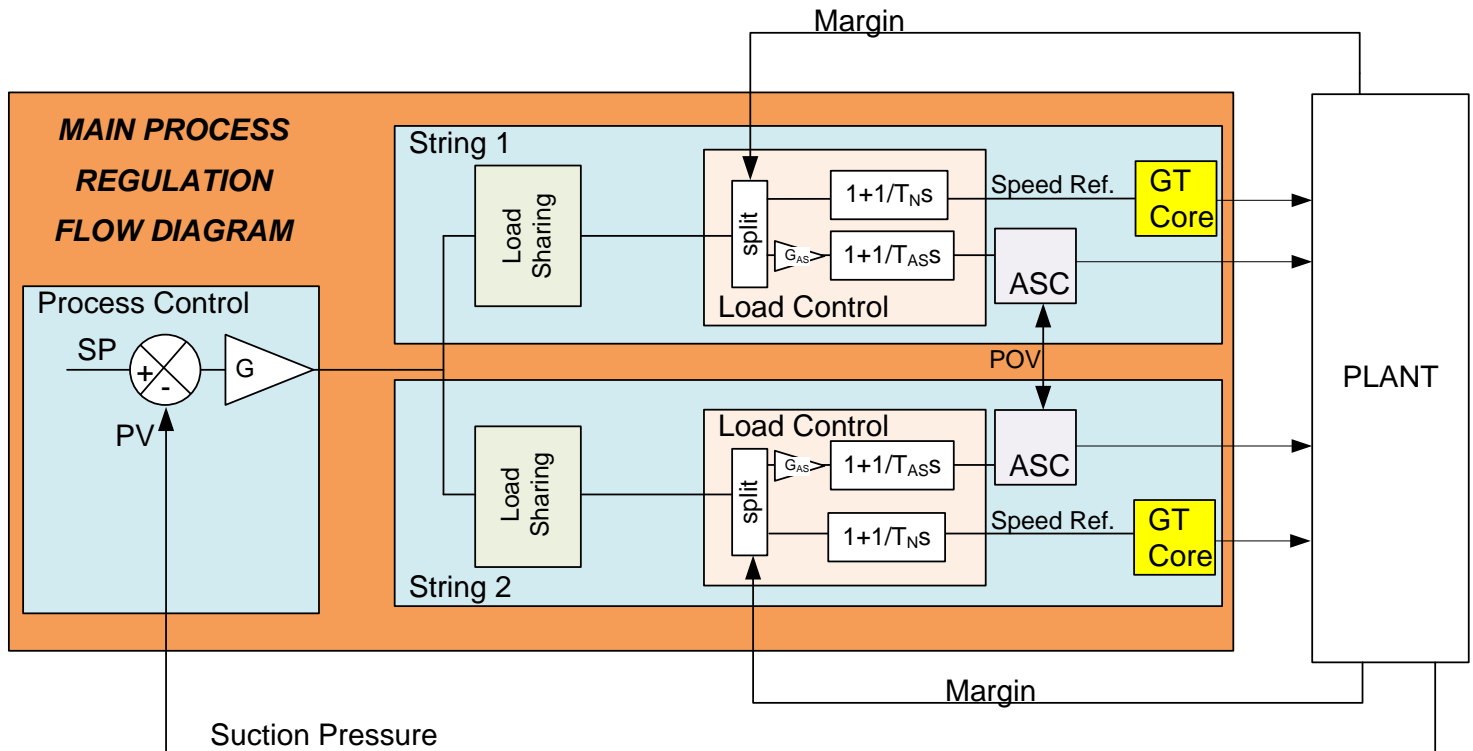 Margin
MAIN PROCESS
REGULATION
FLOW DIAGRAM
String 1
Load
Sharing
split
1+1/TNs
GAS
1+1/TASs
Load Control
Speed Ref.
GT
Core
ASC
Process Control
SP
+
-
G
PV
POV
PLANT
Load
Sharing
String 2
Load Control
split
GAS
1+1/TASs
1+1/TNs
ASC
Speed Ref.
GT
Core
Margin
Suction Pressure